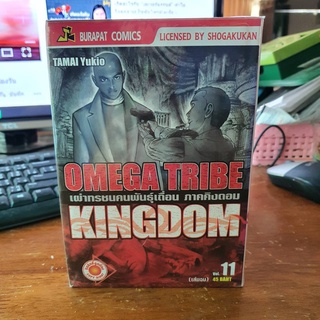 BURAPAT COMICS
LICENSED BY SHOGAKUKAN
TAMAI Yukio
OMEGA TRIBE
เผ่าทรชนคนพันธุ์เถื่อน ภาคคิงดอม
KINGDOM
VOL. 11
(เล่มจบ) 45 BAHT